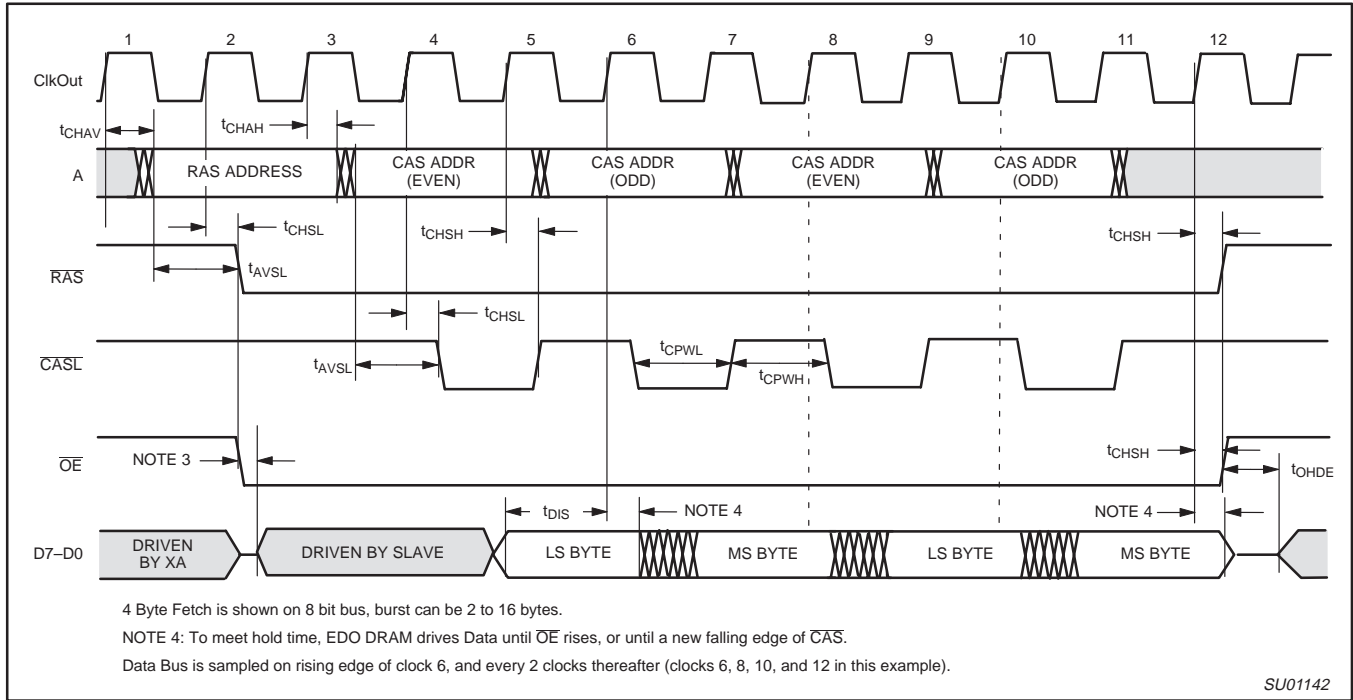 1 2 3 4 5 6 7 8 9 10 11 12
ClkOut
tCHAV
tCHAH
A
RAS ADDRESS
CAS ADDR
(EVEN)
CAS ADDR
(ODD)
CAS ADDR
(EVEN)
CAS ADDR
(ODD)
tCHSL
tCHSH
tCHSH
RAS
tAVSL
tCHSL
CASL
tAVSL
tCPWL
tCPWH
OE
NOTE 3
tCHSH
tOHDE
tDIS
NOTE 4
NOTE 4
D7–D0
DRIVEN
BY XA
DRIVEN BY SLAVE
LS BYTE
MS BYTE
LS BYTE
MS BYTE
4 Byte Fetch is shown on 8 bit bus, burst can be 2 to 16 bytes.
NOTE 4: To meet hold time, EDO DRAM drives Data until OE rises, or until a new falling edge of CAS.
Data Bus is sampled on rising edge of clock 6, and every 2 clocks thereafter (clocks 6, 8, 10, and 12 in this example).
SU01142